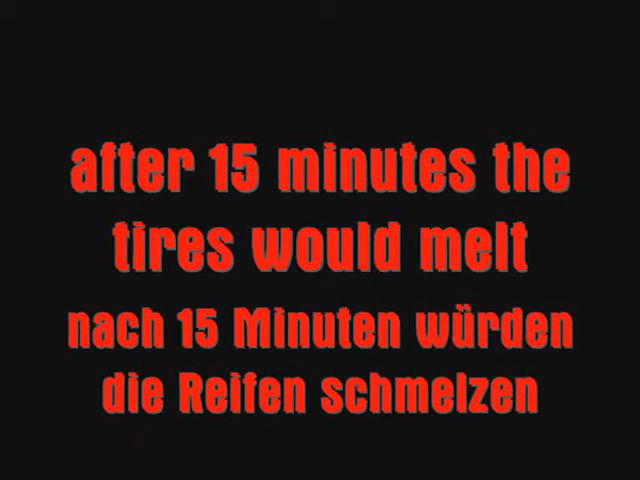 after 15 minutes the
tires would melt
nach 15 Minuten würden
die Reifen schmelzen